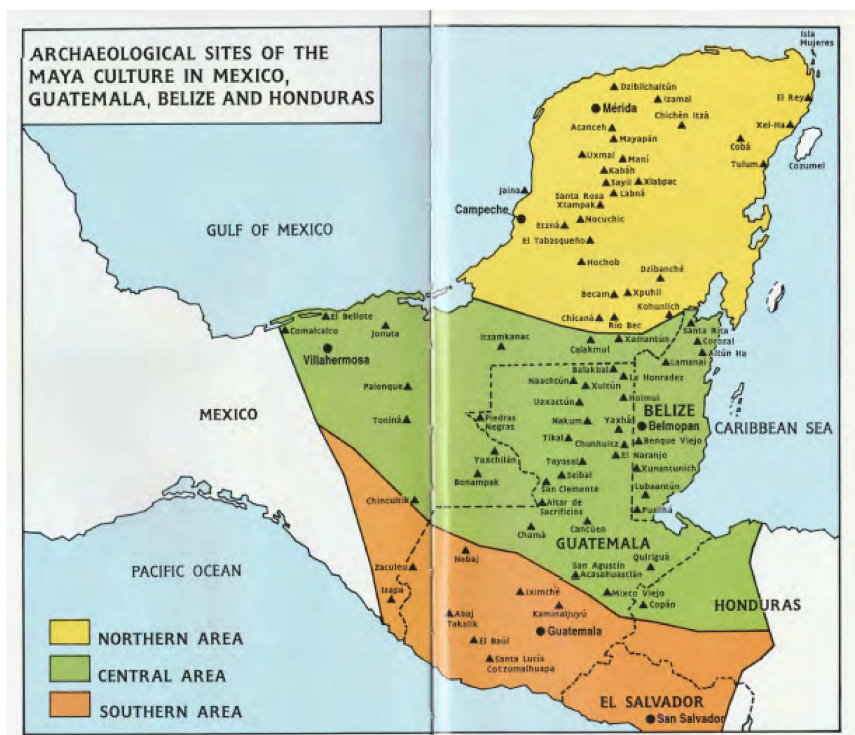 ARCHAEOLOGICAL SITES OF THE
MAYA CULTURE IN MEXICO,
GUATEMALA, BELIZE AND HONDURAS
Isla
Mujeres
Dzibilchaltún
Izamal
El Rey
Mérida
Chichén Itzá
Acanceh
Xel-Ha
Mayapán
Cobá
Uxmal
Maní
Tulum
Cozumel
Kabáh
Sayil
Xlabpac
Jaina
Labná
Santa Rosa
Xtampak
Campeche
Nocuchic
Etzná
GULF OF MEXICO
El Tabasqueño
Hochob
Dzibanché
Becam
Xpuhil
Kohunlich
Chicaná
Río Bec
El Bellote
Comalcalco
Jonuta
Santa Rita
Corozal
Itzamkanac
Calakmul
Xamantún
Altún Ha
Villahermosa
Lamanai
Balakbal
La Honradez
Naachtún
Xultún
Palenque
Uaxactún
Holmul
MEXICO
BELIZE
Toniná
Piedras
Negras
Nakum
Yaxhá
Belmopan
CARIBBEAN SEA
Tikal
Chunhuitz
Benque Viejo
El Naranjo
Yaxchilán
Tayasal
Xunantunich
Bonampak
Seibal
San Clemente
Lubaantún
Chincultik
Altar de
Sacrificios
Pusilhá
Cancúen
Chamá
GUATEMALA
Nebaj
Quiriguá
PACIFIC OCEAN
Zaculeu
San Agustín
Acasahuastlán
Izapa
Iximché
Mixco Viejo
Copán
HONDURAS
Abaj
Takalik
Kaminaljuyú
El Baúl
Guatemala
Santa Lucía
Cotzomalhuapa
NORTHERN AREA
CENTRAL AREA
SOUTHERN AREA
EL SALVADOR
San Salvador